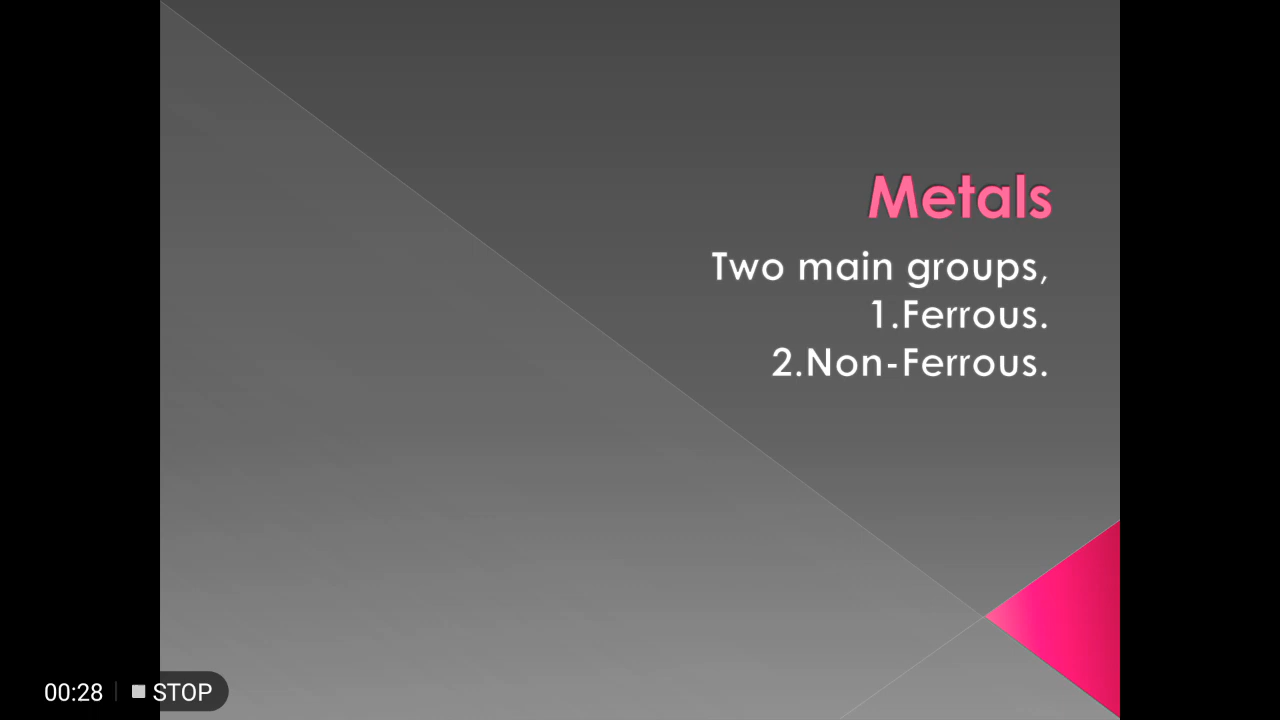 Metals
Two main groups,
1.Ferrous.
2.Non-Ferrous.
00:28 STOP